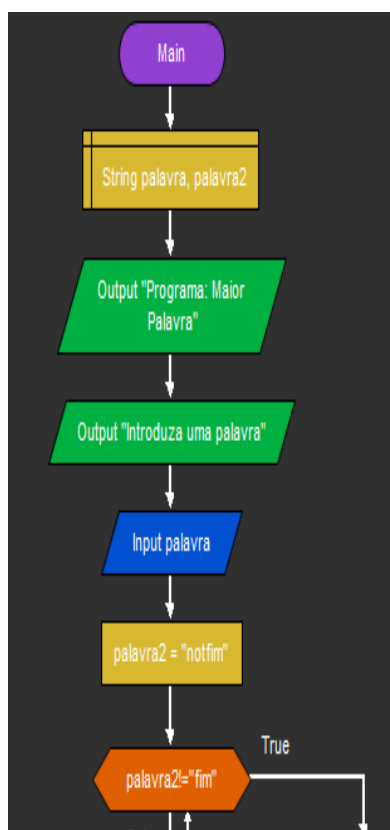 Main
String palavra, palavra2
Output "Programa: Maior
Palavra"
Output "Introduza uma palavra"
Input palavra
palavra2 = "notfim"
True
palavra2!="fim"